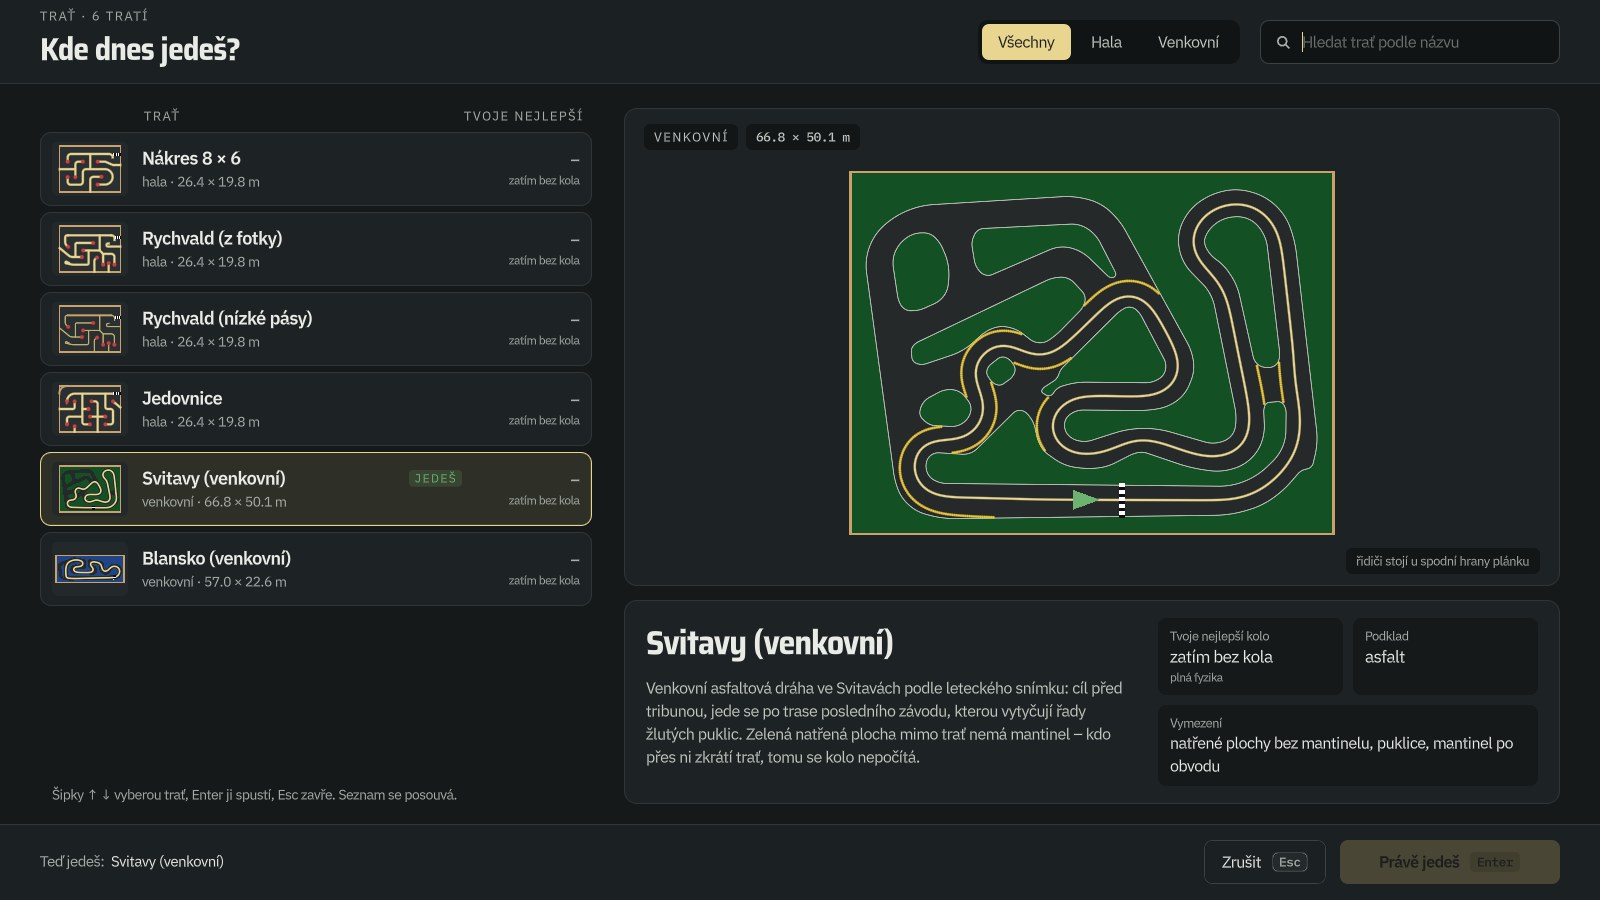 TRAŤ · 6 TRATÍ
Kde dnes jedeš?
Všechny
Hala
Venkovní
Hledat trať podle názvu
TRAŤ
TVOJE NEJLEPŠÍ
Nákres 8 × 6
–
hala · 26.4 × 19.8 m
zatím bez kola
Rychvald (z fotky)
–
hala · 26.4 × 19.8 m
zatím bez kola
Rychvald (nízké pásy)
–
hala · 26.4 × 19.8 m
zatím bez kola
Jedovnice
–
hala · 26.4 × 19.8 m
zatím bez kola
Svitavy (venkovní)
JEDEŠ
–
venkovní · 66.8 × 50.1 m
zatím bez kola
Blansko (venkovní)
–
venkovní · 57.0 × 22.6 m
zatím bez kola
Šipky ↑ ↓ vyberou trať, Enter ji spustí, Esc zavře. Seznam se posouvá.
VENKOVNÍ
66.8 × 50.1 m
řidiči stojí u spodní hrany plánku
Svitavy (venkovní)
Venkovní asfaltová dráha ve Svitavách podle leteckého snímku: cíl před
tribunou, jede se po trase posledního závodu, kterou vytyčují řady
žlutých puklic. Zelená natřená plocha mimo trať nemá mantinel – kdo
přes ni zkrátí trať, tomu se kolo nepočítá.
Tvoje nejlepší kolo
zatím bez kola
plná fyzika
Podklad
asfalt
Vymezení
natřené plochy bez mantinelu, puklice, mantinel po
obvodu
Teď jedeš: Svitavy (venkovní)
Zrušit Esc
Právě jedeš Enter